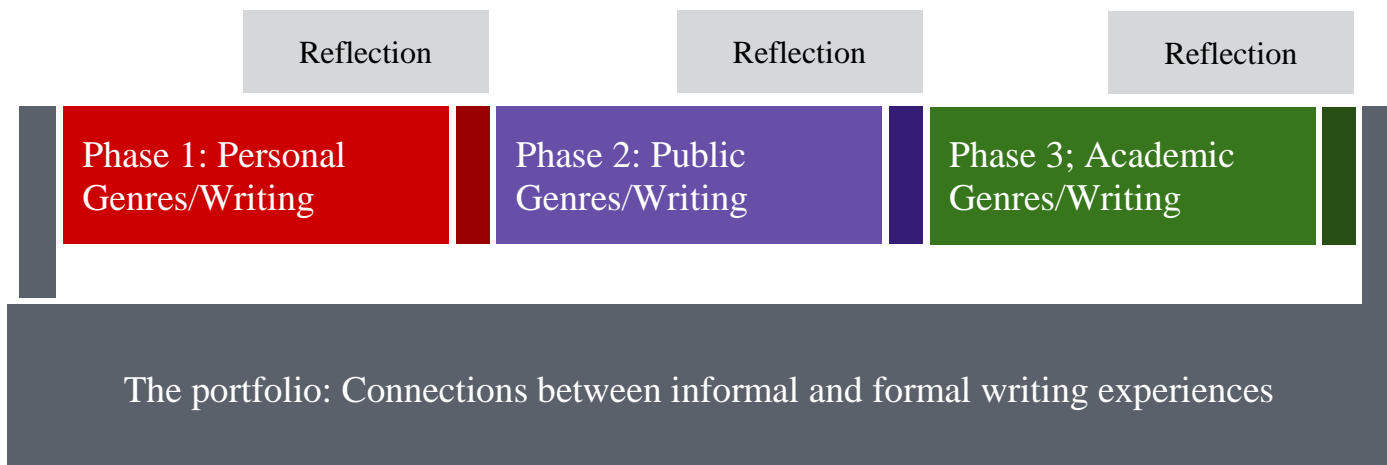 Reflection
Reflection
Reflection
Phase 1: Personal
Genres/Writing
Phase 2: Public
Genres/Writing
Phase 3; Academic
Genres/Writing
The portfolio: Connections between informal and formal writing experiences